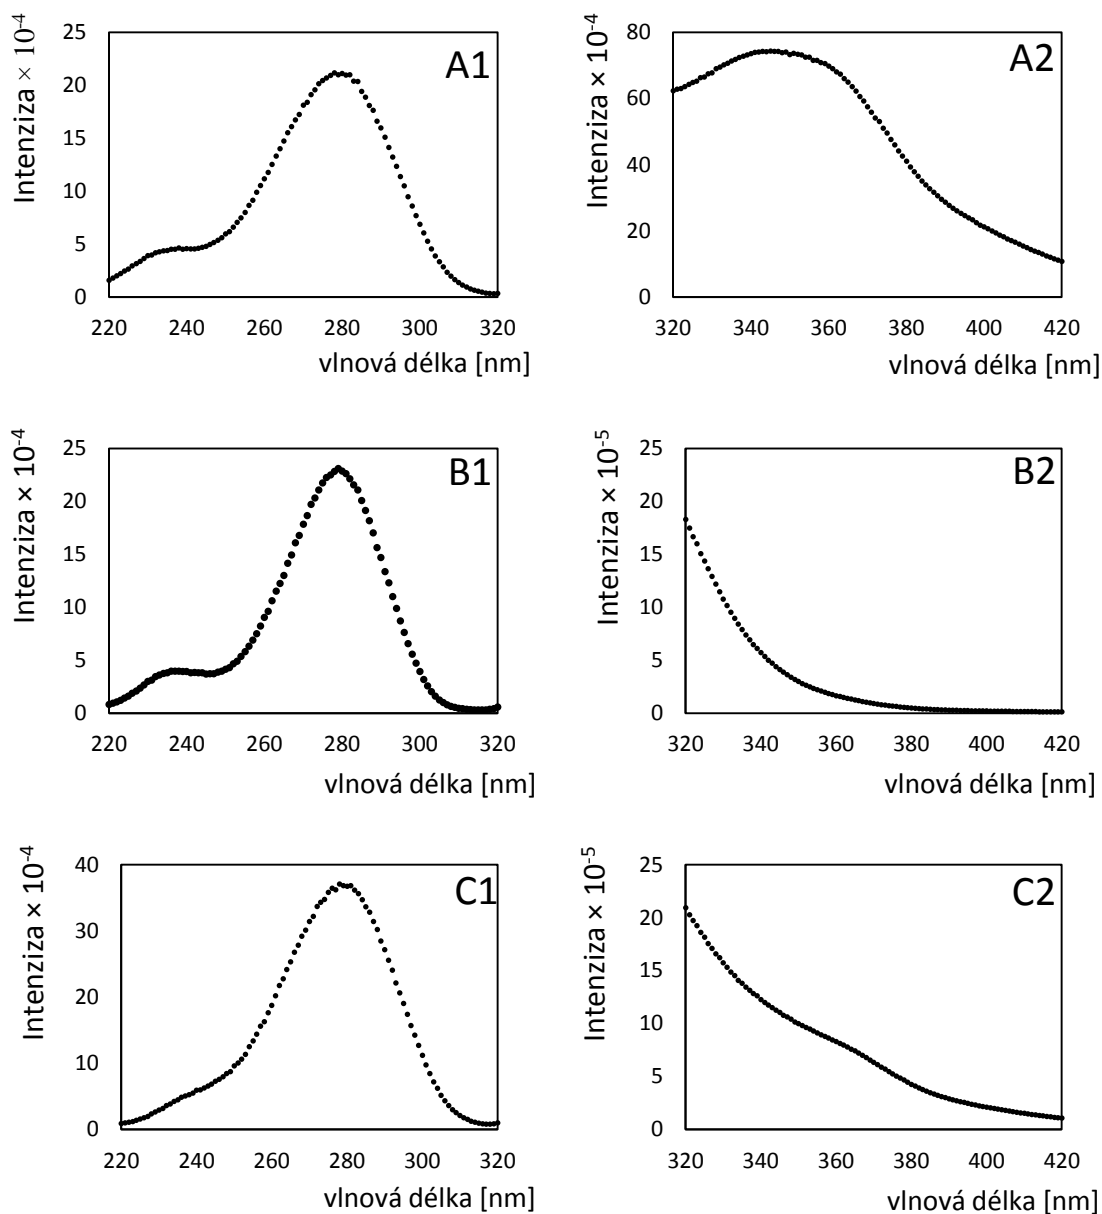 Intenziza × 10-4
25
20
15
10
5
0
A1
220 240 260 280 300 320
vlnová délka [nm]
Intenziza × 10-4
80
60
40
20
0
A2
320 340 360 380 400 420
vlnová délka [nm]
Intenziza × 10-4
25
20
15
10
5
0
B1
220 240 260 280 300 320
vlnová délka [nm]
Intenziza × 10-5
25
20
15
10
5
0
B2
320 340 360 380 400 420
vlnová délka [nm]
Intenziza × 10-4
40
30
20
10
0
C1
220 240 260 280 300 320
vlnová délka [nm]
Intenziza × 10-5
25
20
15
10
5
0
C2
320 340 360 380 400 420
vlnová délka [nm]